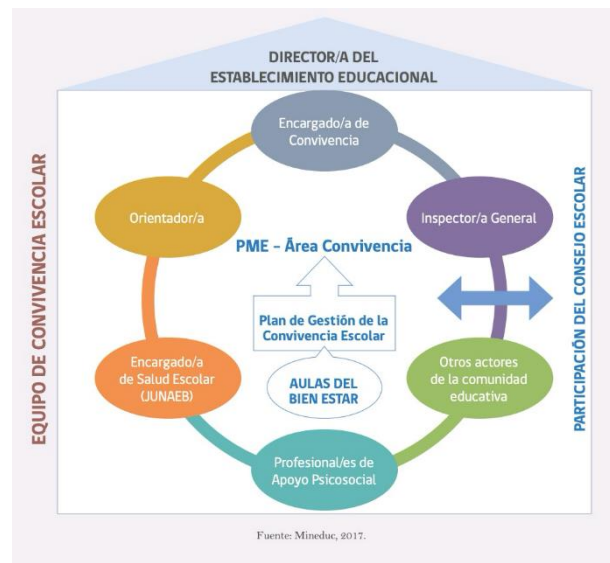 DIRECTOR/A DEL
ESTABLECIMIENTO EDUCACIONAL
EQUIPO DE CONVIVENCIA ESCOLAR
Encargado/a de
Convivencia
Orientador/a
Inspector/a General
PME – Área Convivencia
Plan de Gestión de la
Convivencia Escolar
AULAS DEL
BIEN ESTAR
Encargado/a
de Salud Escolar
(JUNAEB)
Otros actores
de la comunidad
educativa
Profesional/es de
Apoyo Psicosocial
PARTICIPACIÓN DEL CONSEJO ESCOLAR
Fuente: Mineduc, 2017.